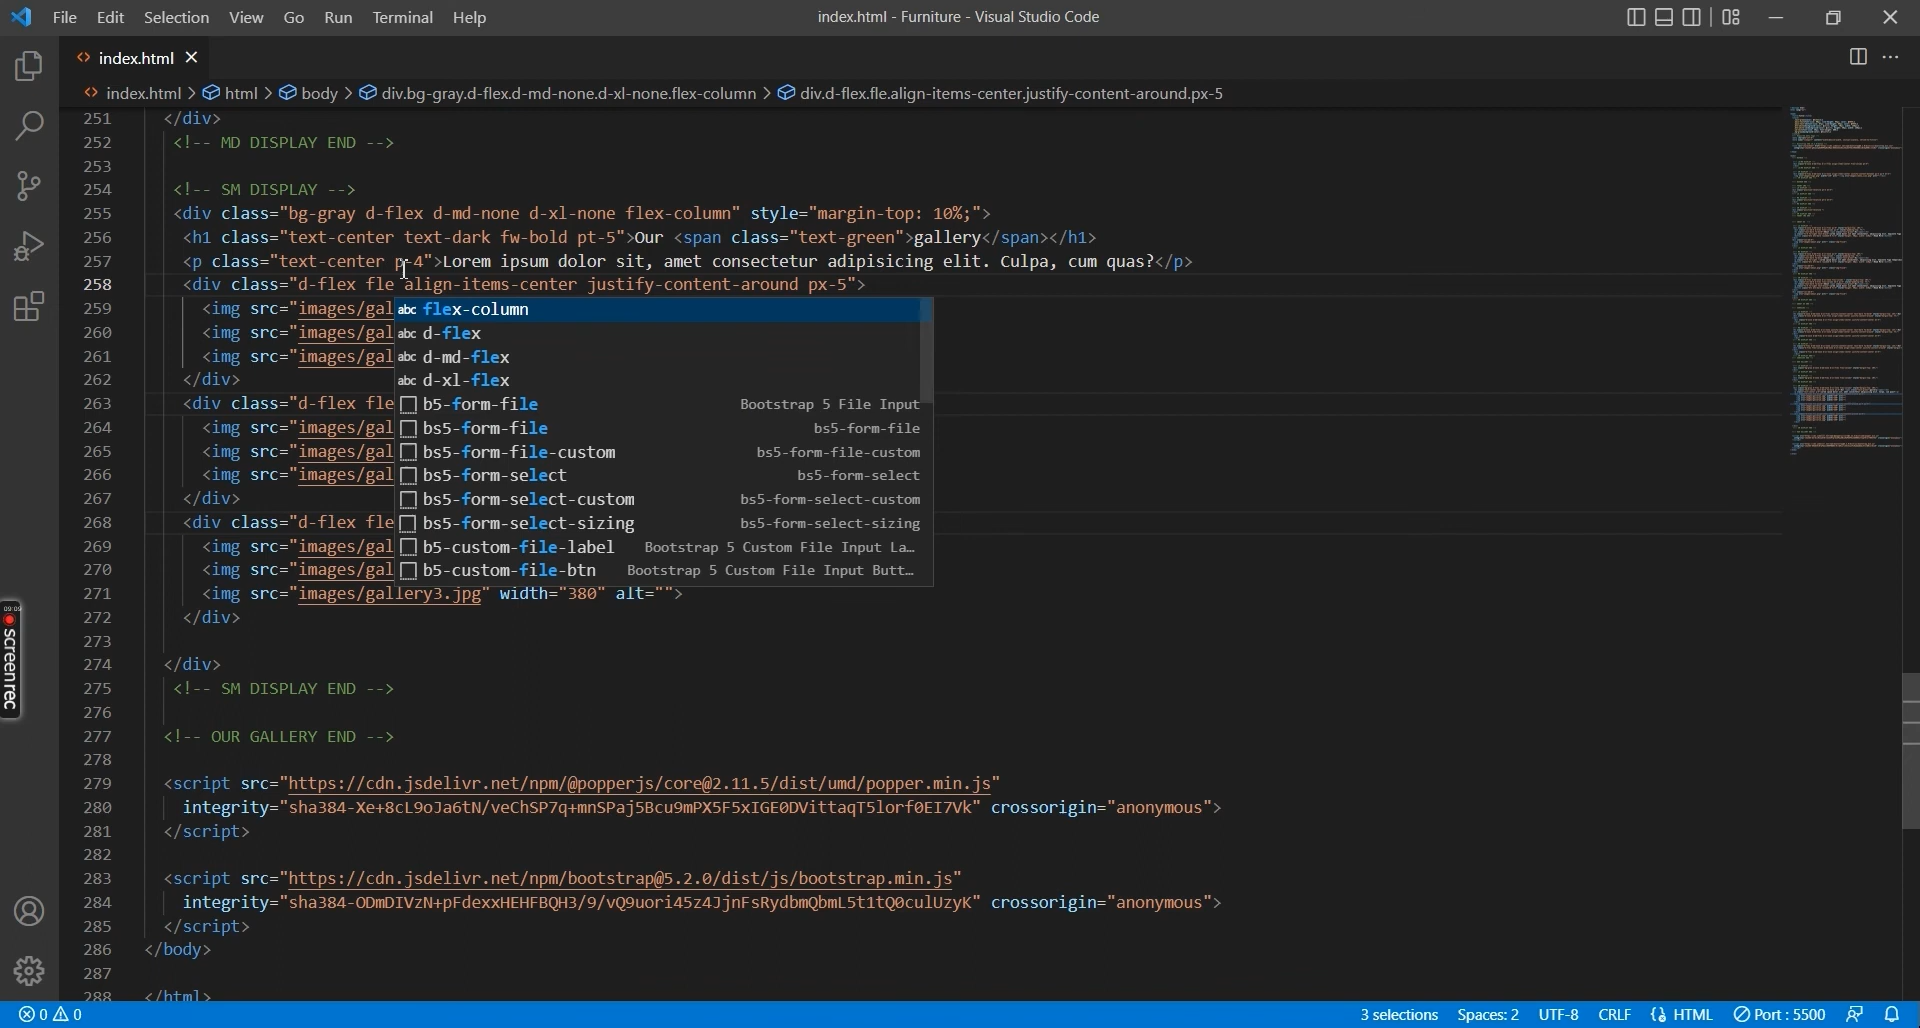 File Edit Selection View Go Run Terminal Help index.html - Furniture - Visual Studio Code
index.html
index.html > html > body > div.bg-gray.d-flex.d-md-none.d-xl-none.flex-column > div.d-flex.fle.align-items-center.justify-content-around.px-5
251 </div>
252 <!-- MD DISPLAY END -->
253
254 <!-- SM DISPLAY -->
255 <div class="bg-gray d-flex d-md-none d-xl-none flex-column" style="margin-top: 10%;">
256 <h1 class="text-center text-dark fw-bold pt-5">Our <span class="text-green">gallery</span></h1>
257 <p class="text-center p-4">Lorem ipsum dolor sit, amet consectetur adipisicing elit. Culpa, cum quas?</p>
258 <div class="d-flex fle align-items-center justify-content-around px-5">
259 <img src="images/gal abc flex-column
260 <img src="images/gal abc d-flex
261 <img src="images/gal abc d-md-flex
262 </div> abc d-xl-flex
263 <div class="d-flex fle b5-form-file Bootstrap 5 File Input
264 <img src="images/gal bs5-form-file bs5-form-file
265 <img src="images/gal bs5-form-file-custom bs5-form-file-custom
266 <img src="images/gal bs5-form-select bs5-form-select
267 </div> bs5-form-select-custom bs5-form-select-custom
268 <div class="d-flex fle bs5-form-select-sizing bs5-form-select-sizing
269 <img src="images/gal b5-custom-file-label Bootstrap 5 Custom File Input La…
270 <img src="images/gal b5-custom-file-btn Bootstrap 5 Custom File Input Butt…
271 <img src="images/gallery3.jpg" width="380" alt="">
272 </div>
273
274 </div>
275 <!-- SM DISPLAY END -->
276
277 <!-- OUR GALLERY END -->
278
279 <script src="https://cdn.jsdelivr.net/npm/@popperjs/core@2.11.5/dist/umd/popper.min.js"
280 integrity="sha384-Xe+8cL9oJa6tN/veChSP7q+mnSPaj5Bcu9mPX5F5xIGE0DVittaqT5lorf0EI7Vk" crossorigin="anonymous">
281 </script>
282
283 <script src="https://cdn.jsdelivr.net/npm/bootstrap@5.2.0/dist/js/bootstrap.min.js"
284 integrity="sha384-ODmDIVzN+pFdexxHEHFBQH3/9/vQ9uori45z4JjnFsRydbmQbmL5t1tQ0culUzyK" crossorigin="anonymous">
285 </script>
286 </body>
287
288 </html>
09:09
screenrec
0 0 3 selections Spaces: 2 UTF-8 CRLF HTML Port : 5500